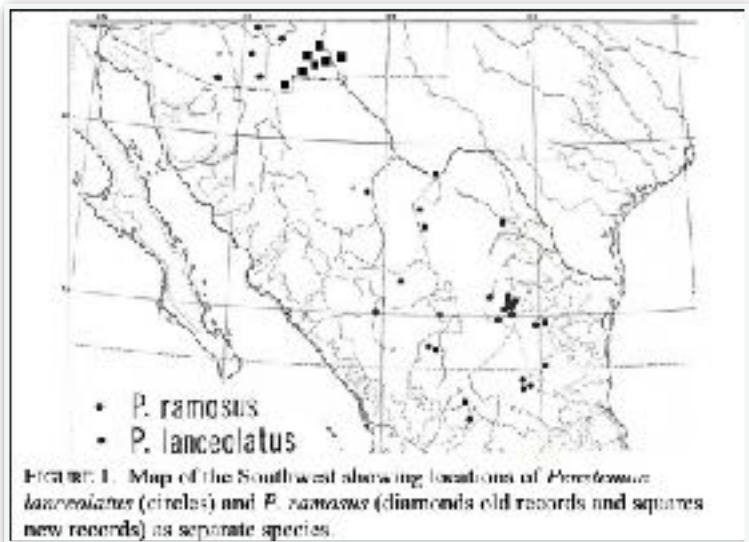 P. ramosus
P. lanceolatus
FIGURE 1. Map of the Southwest showing locations of Penstemon
lanceolatus (circles) and P. ramosus (diamonds old records and squares
new records) as separate species.